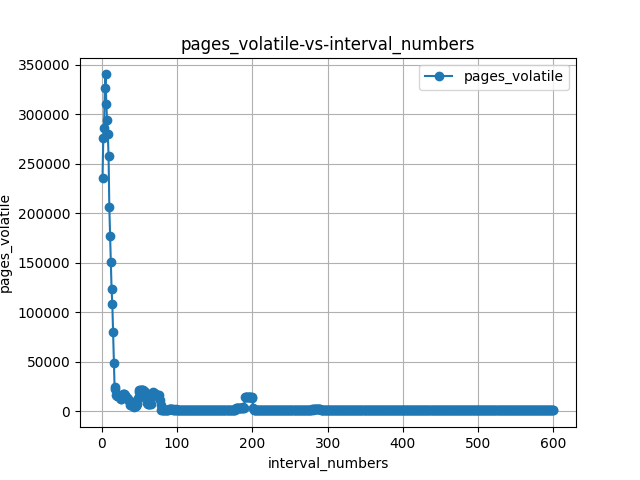 pages_volatile-vs-interval_numbers
350000
300000
250000
200000
150000
100000
50000
0
pages_volatile
pages_volatile
0 100 200 300 400 500 600
interval_numbers